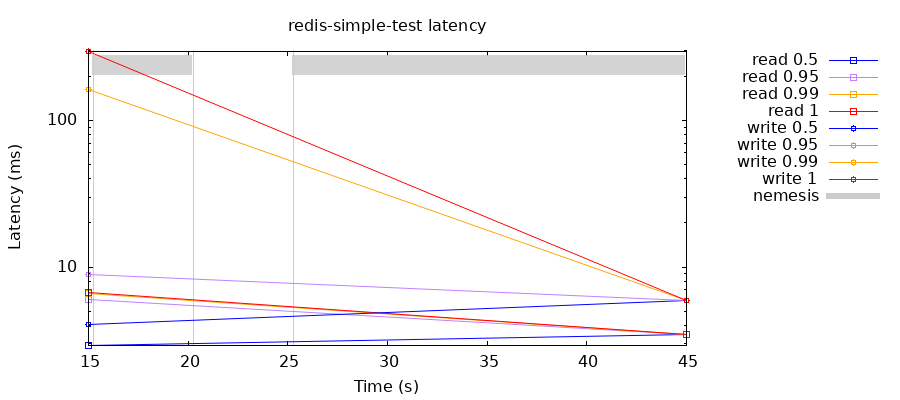 redis-simple-test latency
Latency (ms)
100
10
15 20 25 30 35 40 45
Time (s)
read 0.5
read 0.95
read 0.99
read 1
write 0.5
write 0.95
write 0.99
write 1
nemesis